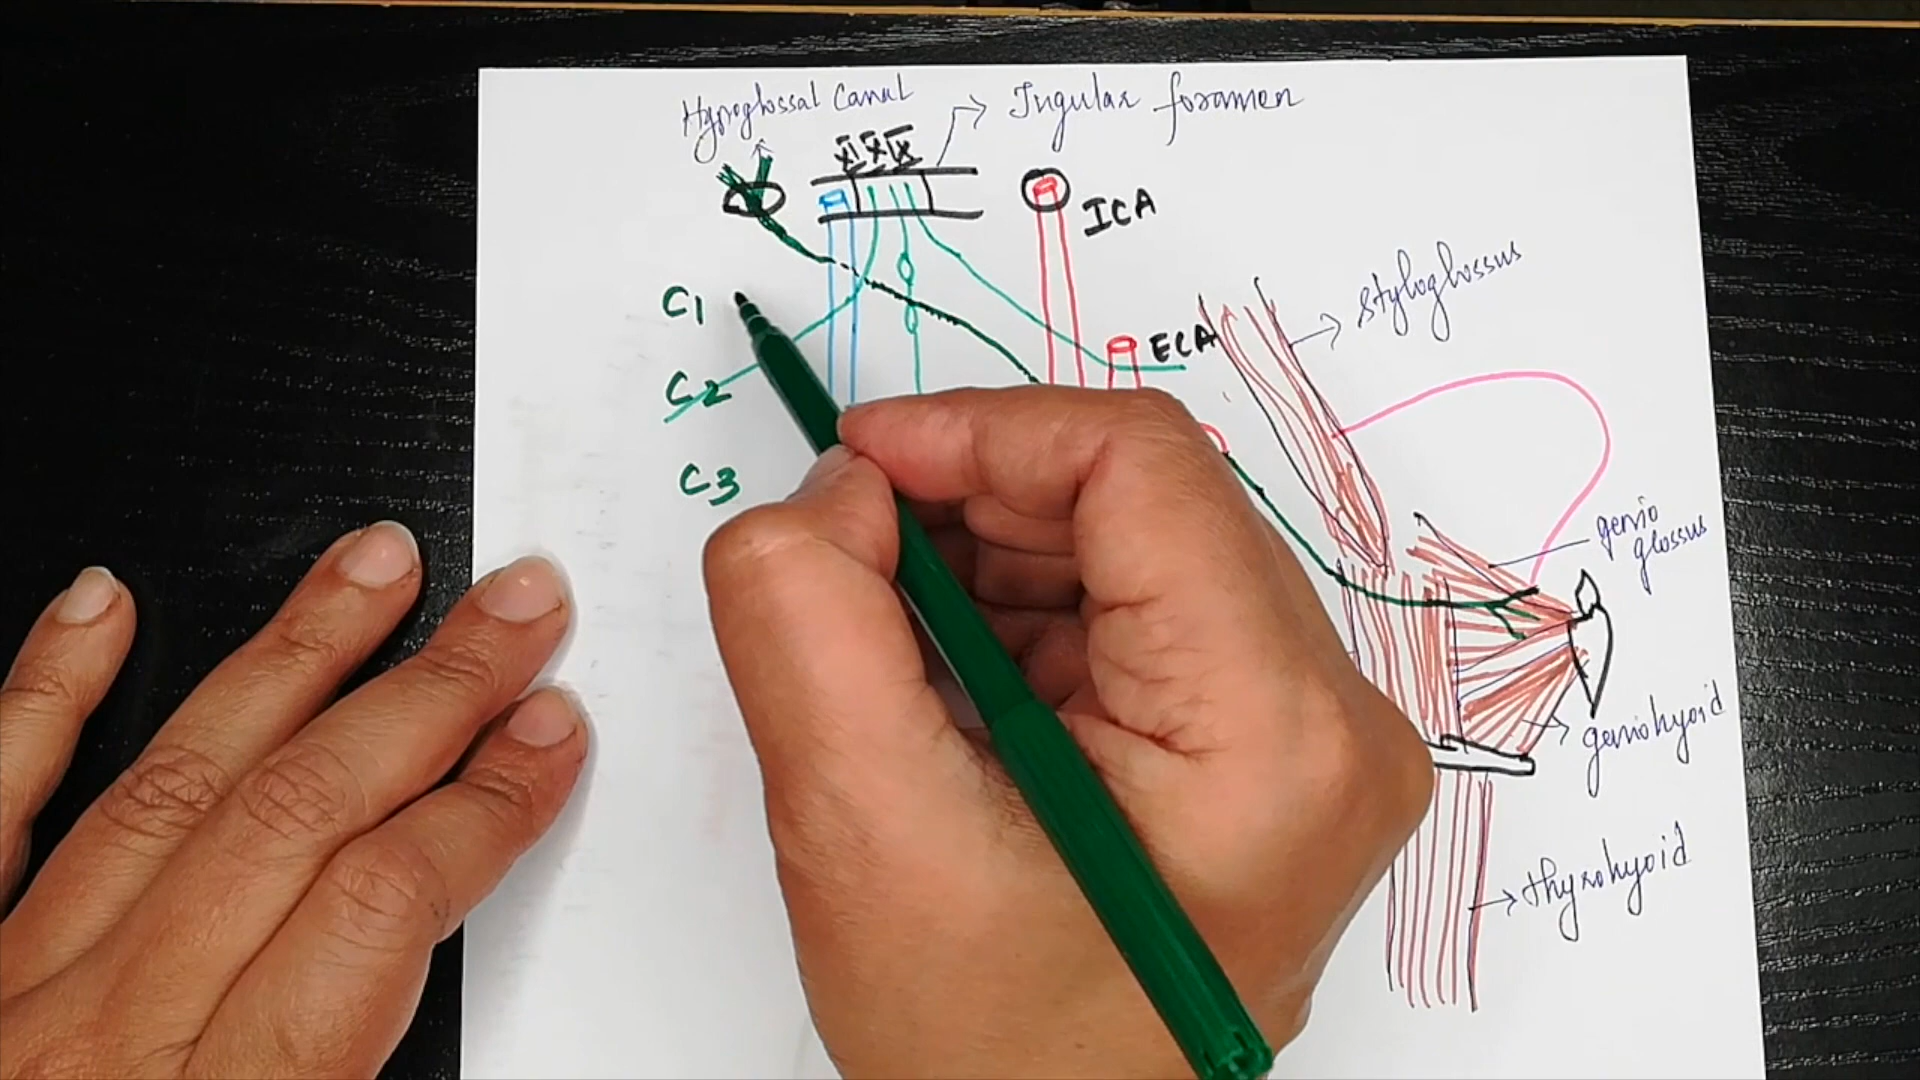 Hypoglossal Canal
Jugular foramen
XI X IX
ICA
C1
styloglossus
ECA
C2
C3
genio
glossus
geniohyoid
thyrohyoid